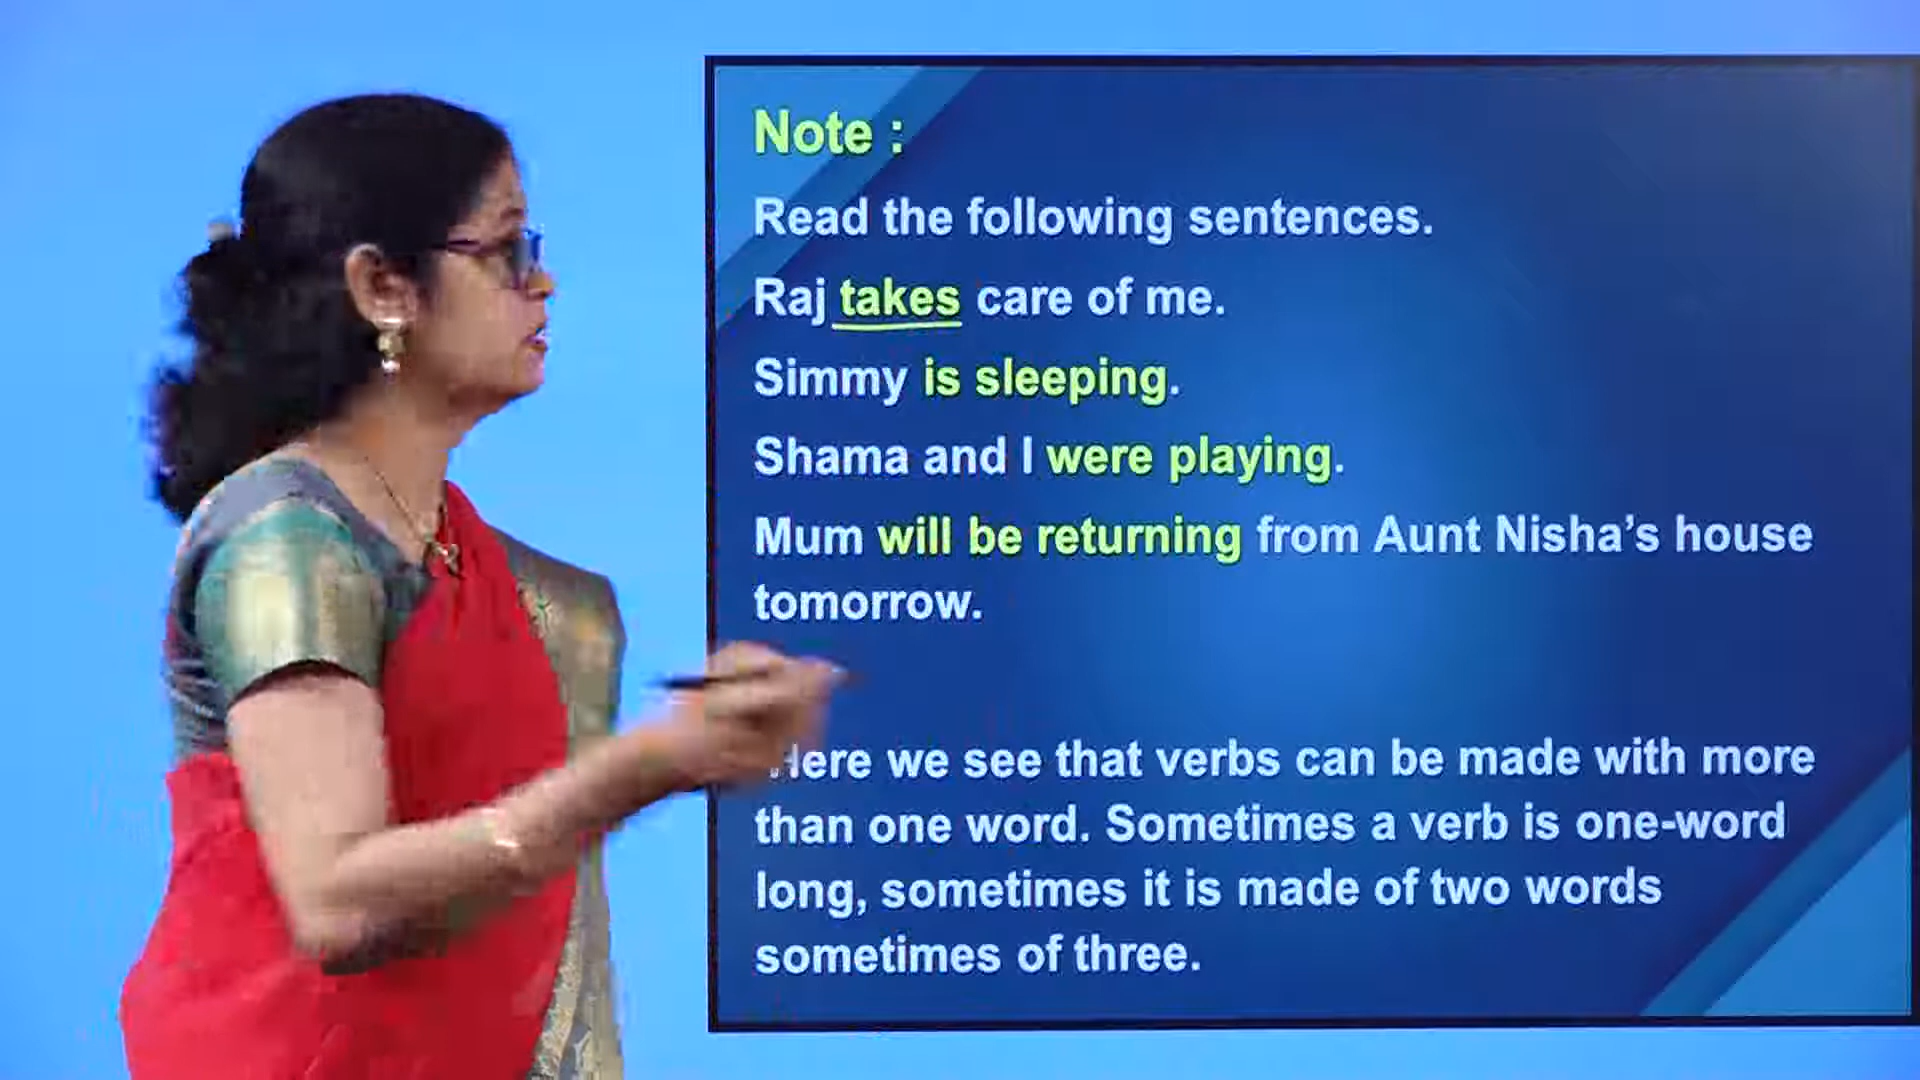 Note :
Read the following sentences.
Raj takes care of me.
Simmy is sleeping.
Shama and I were playing.
Mum will be returning from Aunt Nisha’s house
tomorrow.
Here we see that verbs can be made with more
than one word. Sometimes a verb is one-word
long, sometimes it is made of two words
sometimes of three.